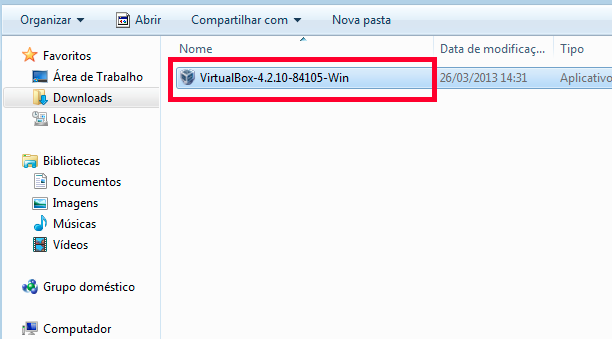 Organizar Abrir Compartilhar com Nova pasta
Nome Data de modificaç... Tipo
Favoritos
Área de Trabalho
Downloads
Locais
Bibliotecas
Documentos
Imagens
Músicas
Vídeos
Grupo doméstico
Computador
VirtualBox-4.2.10-84105-Win 26/03/2013 14:31 Aplicativo